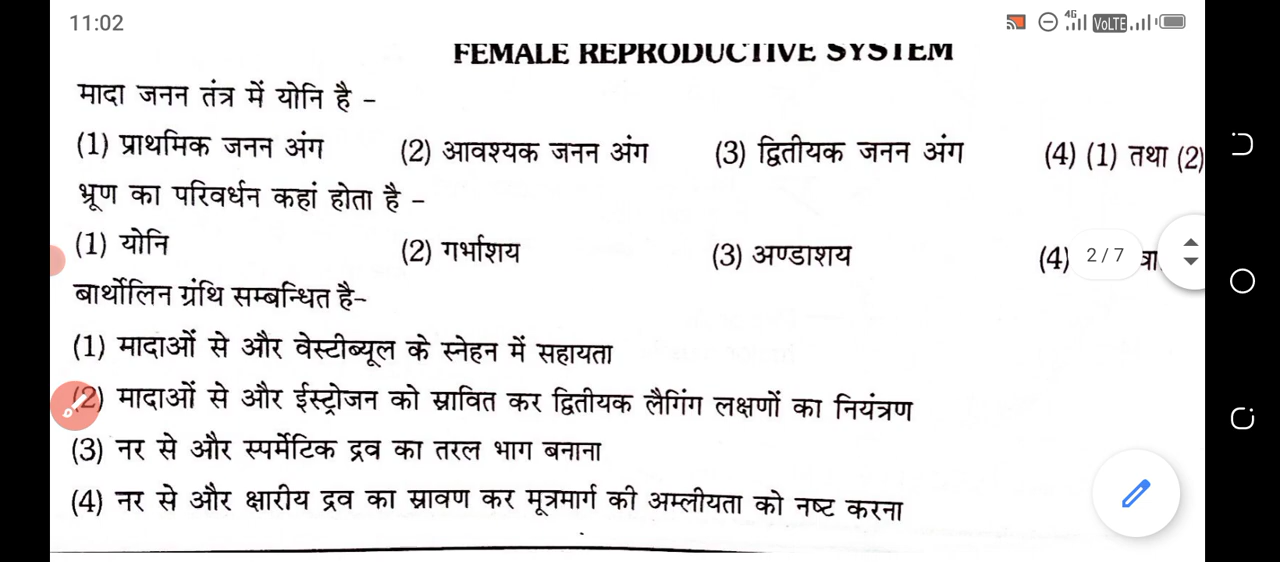 11:02
4G VoLTE
FEMALE REPRODUCTIVE SYSTEM
मादा जनन तंत्र में योनि है –
(1) प्राथमिक जनन अंग (2) आवश्यक जनन अंग (3) द्वितीयक जनन अंग (4) (1) तथा (2)
भ्रूण का परिवर्धन कहां होता है –
(1) योनि (2) गर्भाशय (3) अण्डाशय (4) 2/7
बार्थोलिन ग्रंथि सम्बन्धित है–
(1) मादाओं से और वेस्टीब्यूल के स्नेहन में सहायता
(2) मादाओं से और ईस्ट्रोजन को स्रावित कर द्वितीयक लैगिंग लक्षणों का नियंत्रण
(3) नर से और स्पर्मेटिक द्रव का तरल भाग बनाना
(4) नर से और क्षारीय द्रव का स्रावण कर मूत्रमार्ग की अम्लीयता को नष्ट करना